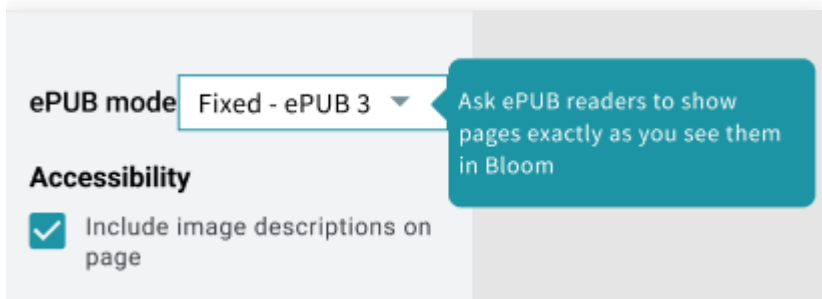 ePUB mode
Fixed - ePUB 3
Ask ePUB readers to show
pages exactly as you see them
in Bloom
Accessibility
Include image descriptions on
page